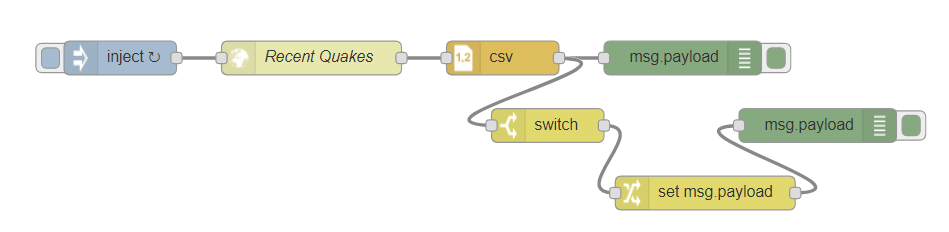 inject ↻
Recent Quakes
1,2
csv
msg.payload
switch
msg.payload
set msg.payload